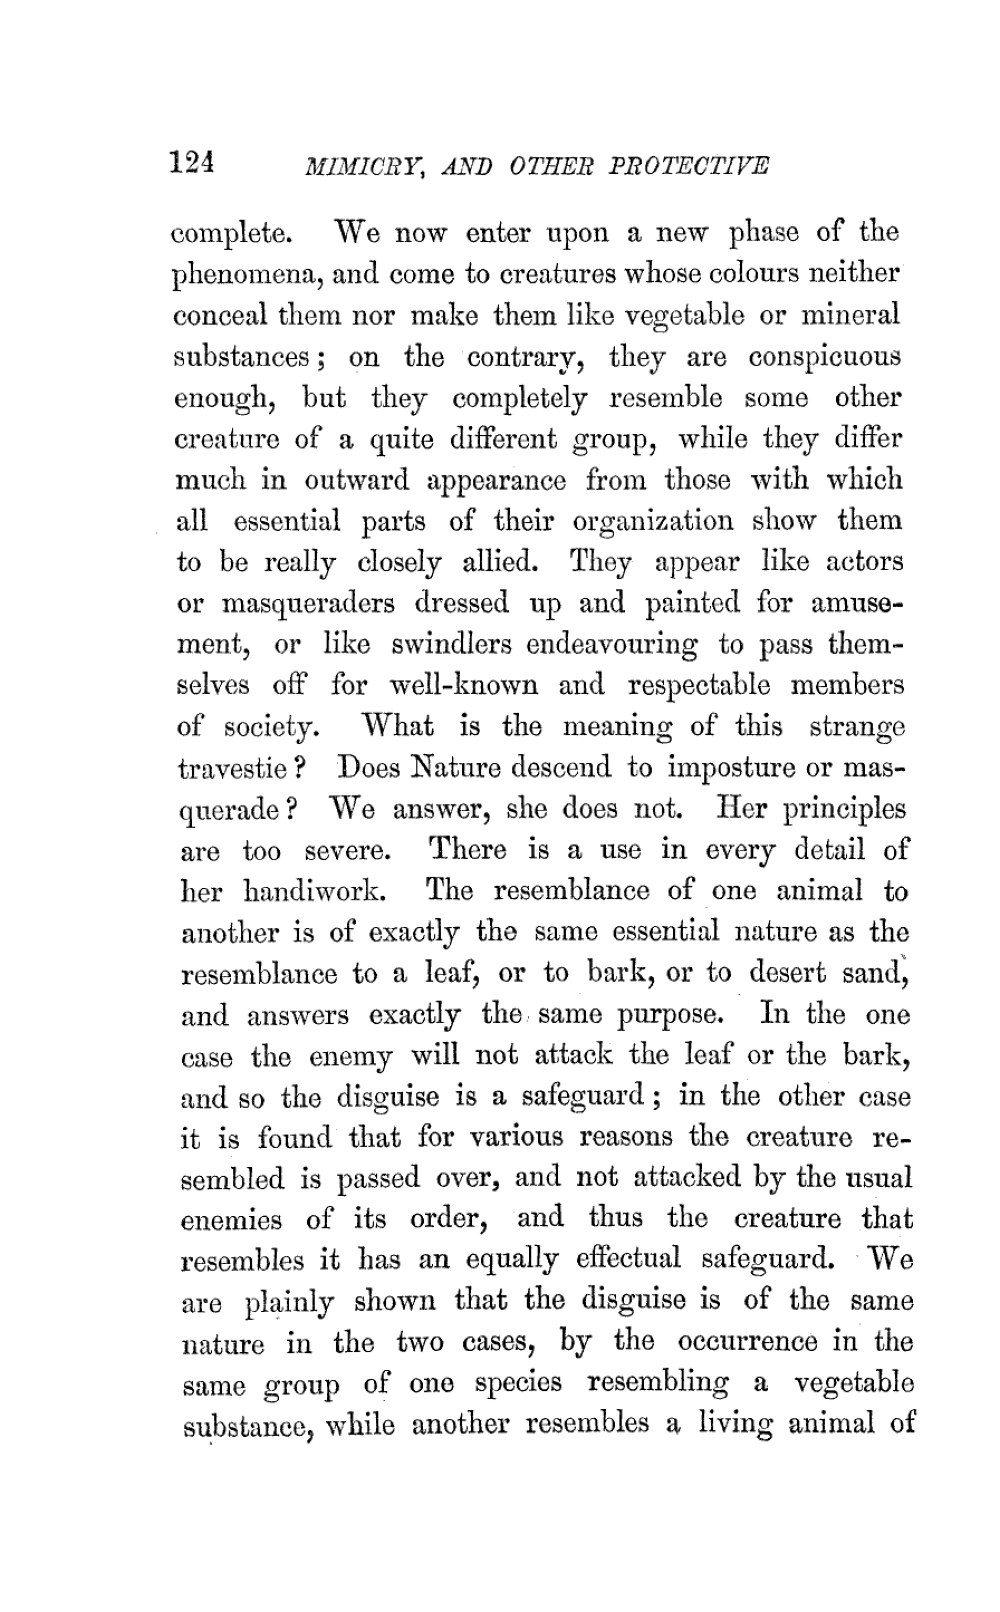 124 MIMICRY, AND OTHER PROTECTIVE
complete. We now enter upon a new phase of the
phenomena, and come to creatures whose colours neither
conceal them nor make them like vegetable or mineral
substances; on the contrary, they are conspicuous
enough, but they completely resemble some other
creature of a quite different group, while they differ
much in outward appearance from those with which
all essential parts of their organization show them
to be really closely allied. They appear like actors
or masqueraders dressed up and painted for amuse-
ment, or like swindlers endeavouring to pass them-
selves off for well-known and respectable members
of society. What is the meaning of this strange
travestie? Does Nature descend to imposture or mas-
querade? We answer, she does not. Her principles
are too severe. There is a use in every detail of
her handiwork. The resemblance of one animal to
another is of exactly the same essential nature as the
resemblance to a leaf, or to bark, or to desert sand,
and answers exactly the same purpose. In the one
case the enemy will not attack the leaf or the bark,
and so the disguise is a safeguard; in the other case
it is found that for various reasons the creature re-
sembled is passed over, and not attacked by the usual
enemies of its order, and thus the creature that
resembles it has an equally effectual safeguard. We
are plainly shown that the disguise is of the same
nature in the two cases, by the occurrence in the
same group of one species resembling a vegetable
substance, while another resembles a living animal of